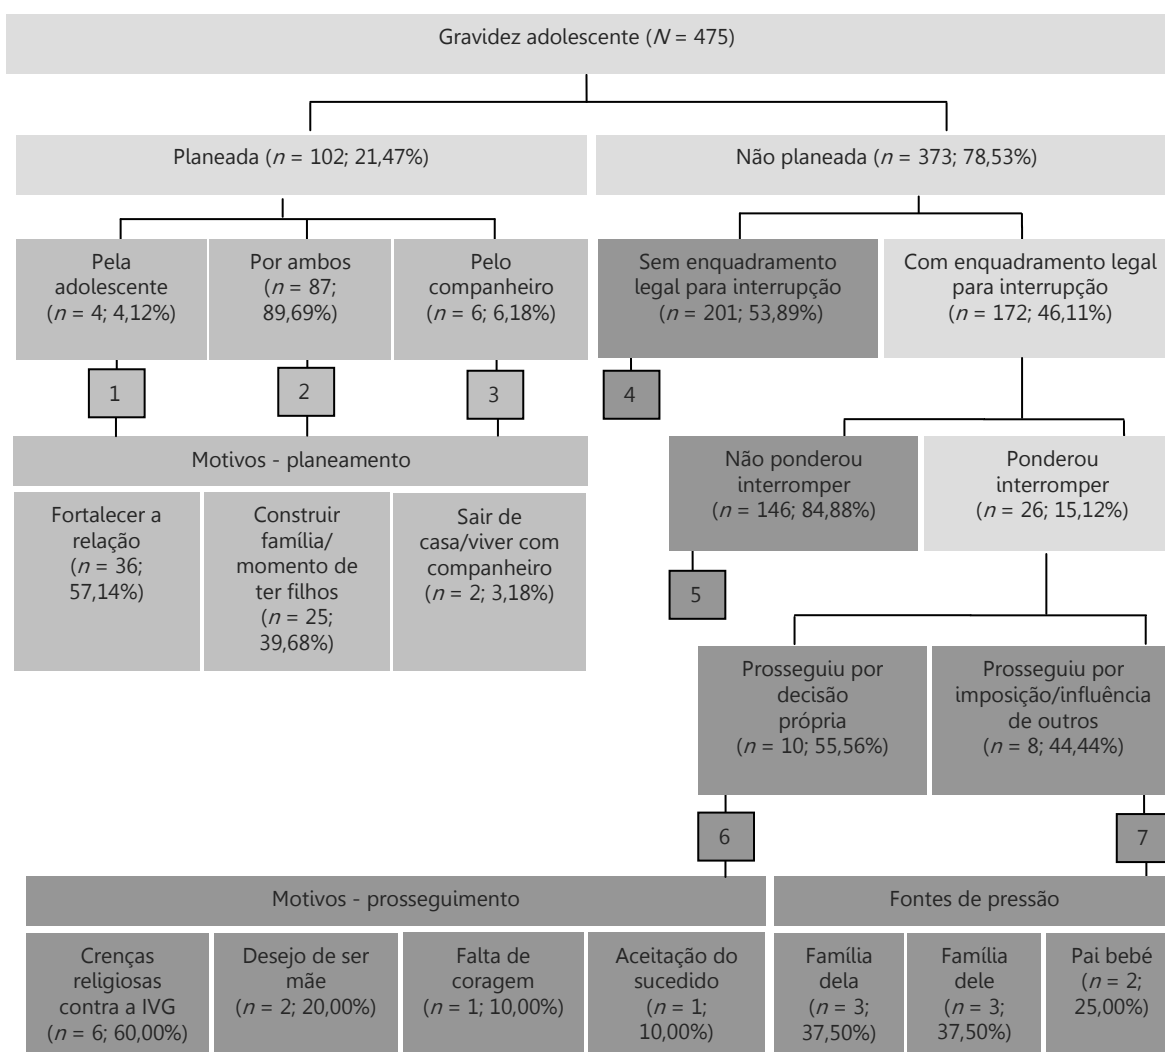 Gravidez adolescente (N = 475)
Planeada (n = 102; 21,47%)
Não planeada (n = 373; 78,53%)
Pela
adolescente
(n = 4; 4,12%)
Por ambos
(n = 87;
89,69%)
Pelo
companheiro
(n = 6; 6,18%)
Sem enquadramento
legal para interrupção
(n = 201; 53,89%)
Com enquadramento legal
para interrupção
(n = 172; 46,11%)
1
2
3
4
Motivos - planeamento
Fortalecer a
relação
(n = 36;
57,14%)
Construir
família/
momento de
ter filhos
(n = 25;
39,68%)
Sair de
casa/viver com
companheiro
(n = 2; 3,18%)
Não ponderou
interromper
(n = 146; 84,88%)
Ponderou
interromper
(n = 26; 15,12%)
5
Prosseguiu por
decisão
própria
(n = 10; 55,56%)
Prosseguiu por
imposição/influência
de outros
(n = 8; 44,44%)
6
7
Motivos - prosseguimento
Fontes de pressão
Crenças
religiosas
contra a IVG
(n = 6; 60,00%)
Desejo de ser
mãe
(n = 2; 20,00%)
Falta de
coragem
(n = 1; 10,00%)
Aceitação do
sucedido
(n = 1;
10,00%)
Família
dela
(n = 3;
37,50%)
Família
dele
(n = 3;
37,50%)
Pai bebé
(n = 2;
25,00%)